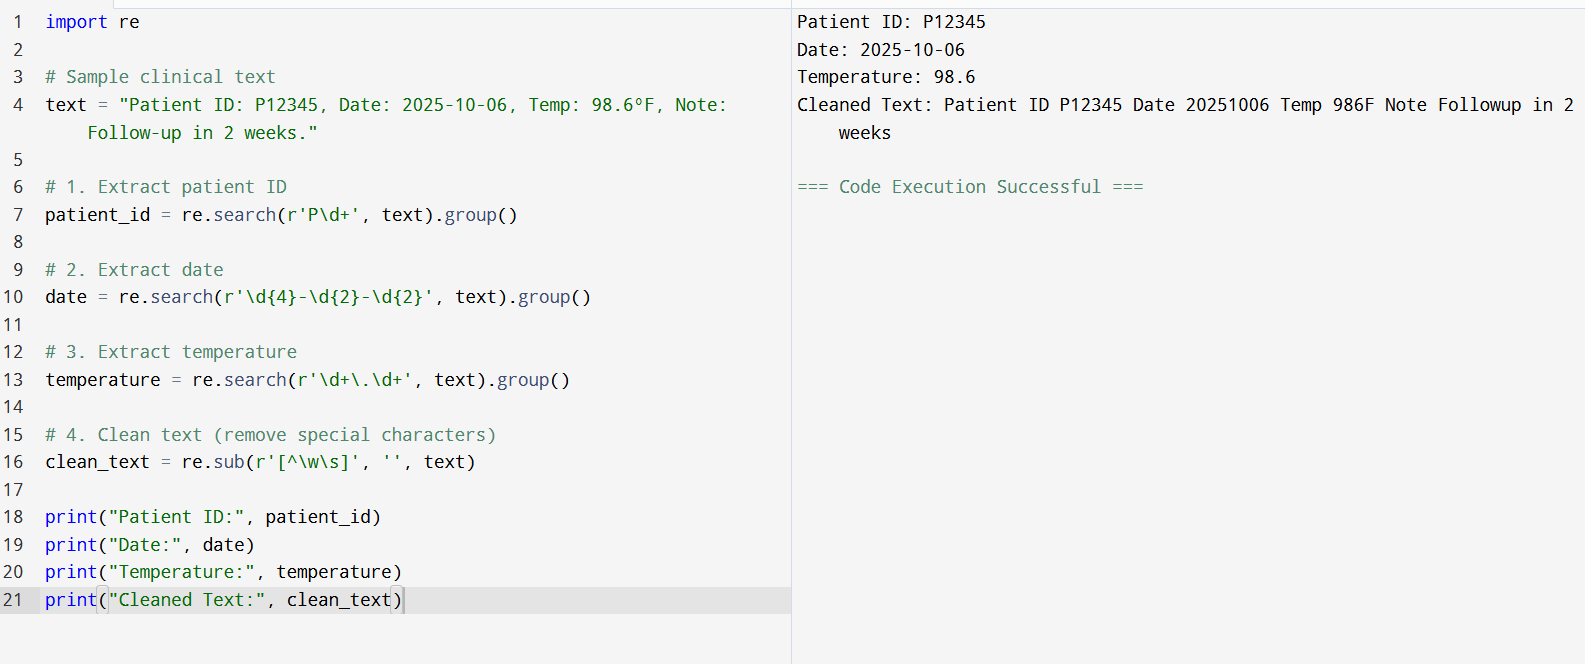 1 import re
2
3 # Sample clinical text
4 text = "Patient ID: P12345, Date: 2025-10-06, Temp: 98.6ºF, Note:
Follow-up in 2 weeks."
5
6 # 1. Extract patient ID
7 patient_id = re.search(r'P\d+', text).group()
8
9 # 2. Extract date
10 date = re.search(r'\d{4}-\d{2}-\d{2}', text).group()
11
12 # 3. Extract temperature
13 temperature = re.search(r'\d+\.\d+', text).group()
14
15 # 4. Clean text (remove special characters)
16 clean_text = re.sub(r'[^\w\s]', '', text)
17
18 print("Patient ID:", patient_id)
19 print("Date:", date)
20 print("Temperature:", temperature)
21 print("Cleaned Text:", clean_text)
Patient ID: P12345
Date: 2025-10-06
Temperature: 98.6
Cleaned Text: Patient ID P12345 Date 20251006 Temp 986F Note Followup in 2
weeks
=== Code Execution Successful ===